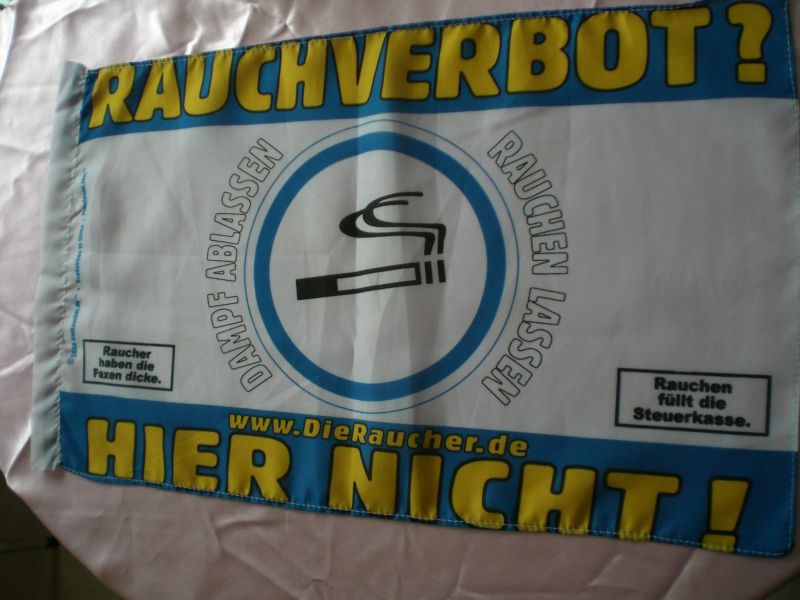 RAUCHVERBOT?
DAMPF ABLASSEN
RAUCHEN LASSEN
Raucher
haben die
Faxen dicke.
Rauchen
füllt die
Steuerkasse.
www.DieRaucher.de
HIER NICHT!